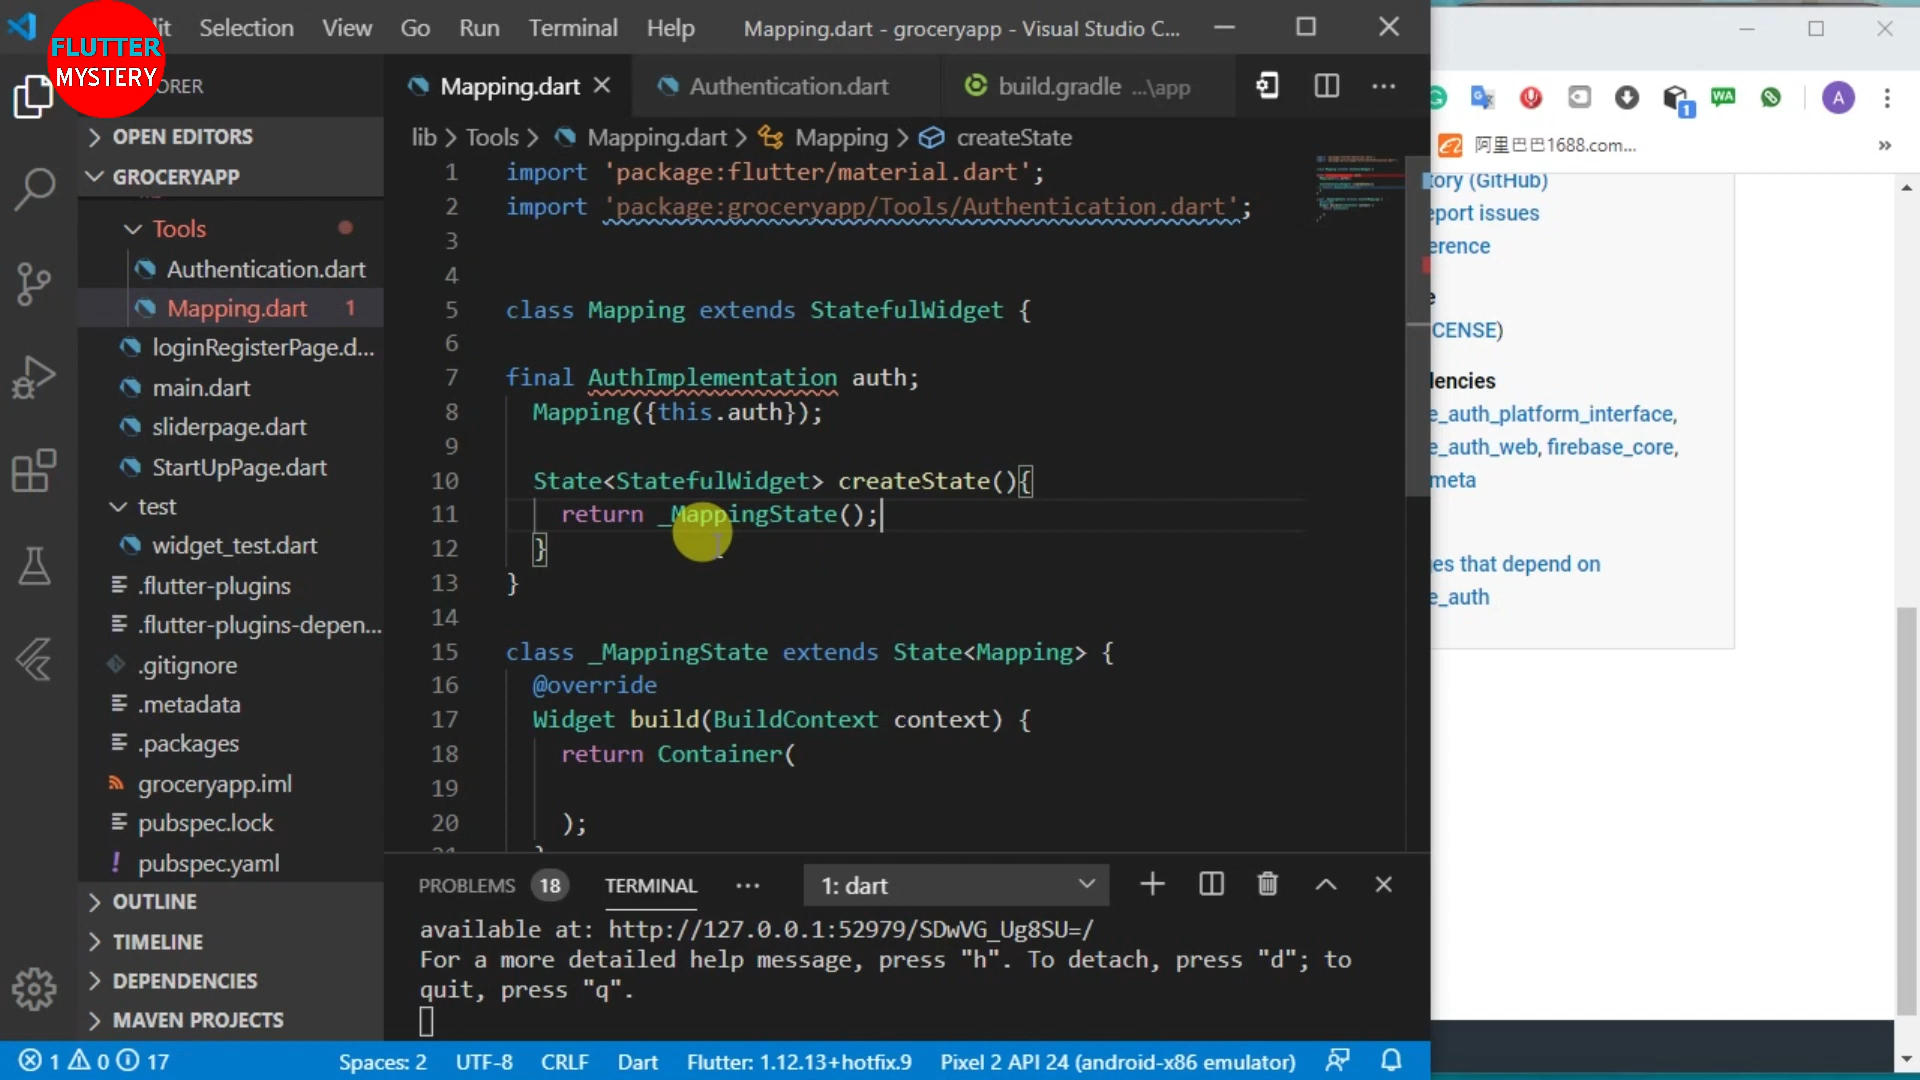 FLUTTER
MYSTERY
Selection View Go Run Terminal Help Mapping.dart - groceryapp - Visual Studio C...
Mapping.dart Authentication.dart build.gradle ...\app
OPEN EDITORS
GROCERYAPP
Tools
Authentication.dart
Mapping.dart 1
loginRegisterPage.d...
main.dart
sliderpage.dart
StartUpPage.dart
test
widget_test.dart
.flutter-plugins
.flutter-plugins-depen...
.gitignore
.metadata
.packages
groceryapp.iml
pubspec.lock
pubspec.yaml
OUTLINE
TIMELINE
DEPENDENCIES
MAVEN PROJECTS
lib > Tools > Mapping.dart > Mapping > createState
1 import 'package:flutter/material.dart';
2 import 'package:groceryapp/Tools/Authentication.dart';
3
4
5 class Mapping extends StatefulWidget {
6
7 final AuthImplementation auth;
8 Mapping({this.auth});
9
10 State<StatefulWidget> createState(){
11 return _MappingState();
12 }
13 }
14
15 class _MappingState extends State<Mapping> {
16 @override
17 Widget build(BuildContext context) {
18 return Container(
19
20 );
PROBLEMS 18 TERMINAL ... 1: dart
available at: http://127.0.0.1:52979/SDwVG_Ug8SU=/
For a more detailed help message, press "h". To detach, press "d"; to
quit, press "q".
1 0 17 Spaces: 2 UTF-8 CRLF Dart Flutter: 1.12.13+hotfix.9 Pixel 2 API 24 (android-x86 emulator)
1 WA A
阿里巴巴1688.com... »
tory (GitHub)
port issues
erence
e
CENSE)
lencies
e_auth_platform_interface,
e_auth_web, firebase_core,
meta
es that depend on
e_auth